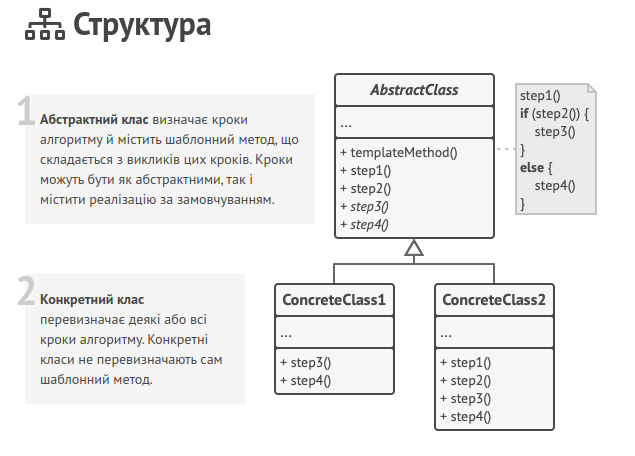 Структура
1
Абстрактний клас визначає кроки
алгоритму й містить шаблонний метод, що
складається з викликів цих кроків. Кроки
можуть бути як абстрактними, так і
містити реалізацію за замовчуванням.
AbstractClass
...
+ templateMethod()
+ step1()
+ step2()
+ step3()
+ step4()
step1()
if (step2()) {
step3()
}
else {
step4()
}
2
Конкретний клас
перевизначає деякі або всі
кроки алгоритму. Конкретні
класи не перевизначають сам
шаблонний метод.
ConcreteClass1
...
+ step3()
+ step4()
ConcreteClass2
...
+ step1()
+ step2()
+ step3()
+ step4()